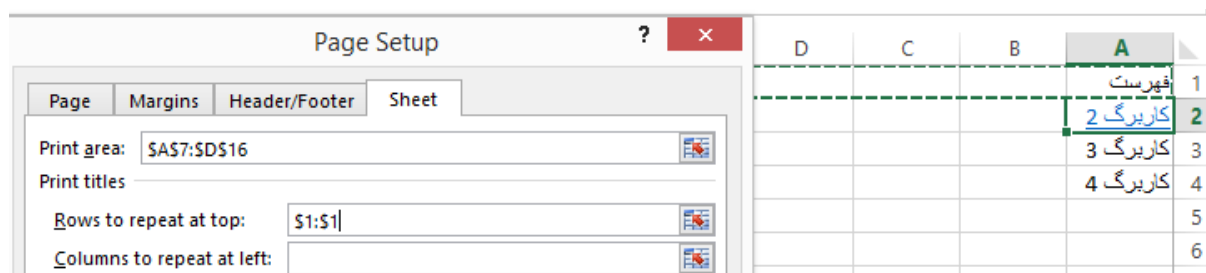 Page Setup ? ×
Page Margins Header/Footer Sheet
Print area: $A$7:$D$16
Print titles
Rows to repeat at top: $1:$1
Columns to repeat at left:
D C B A
فهرست 1
کاربرگ 2 2
کاربرگ 3 3
کاربرگ 4 4
5
6